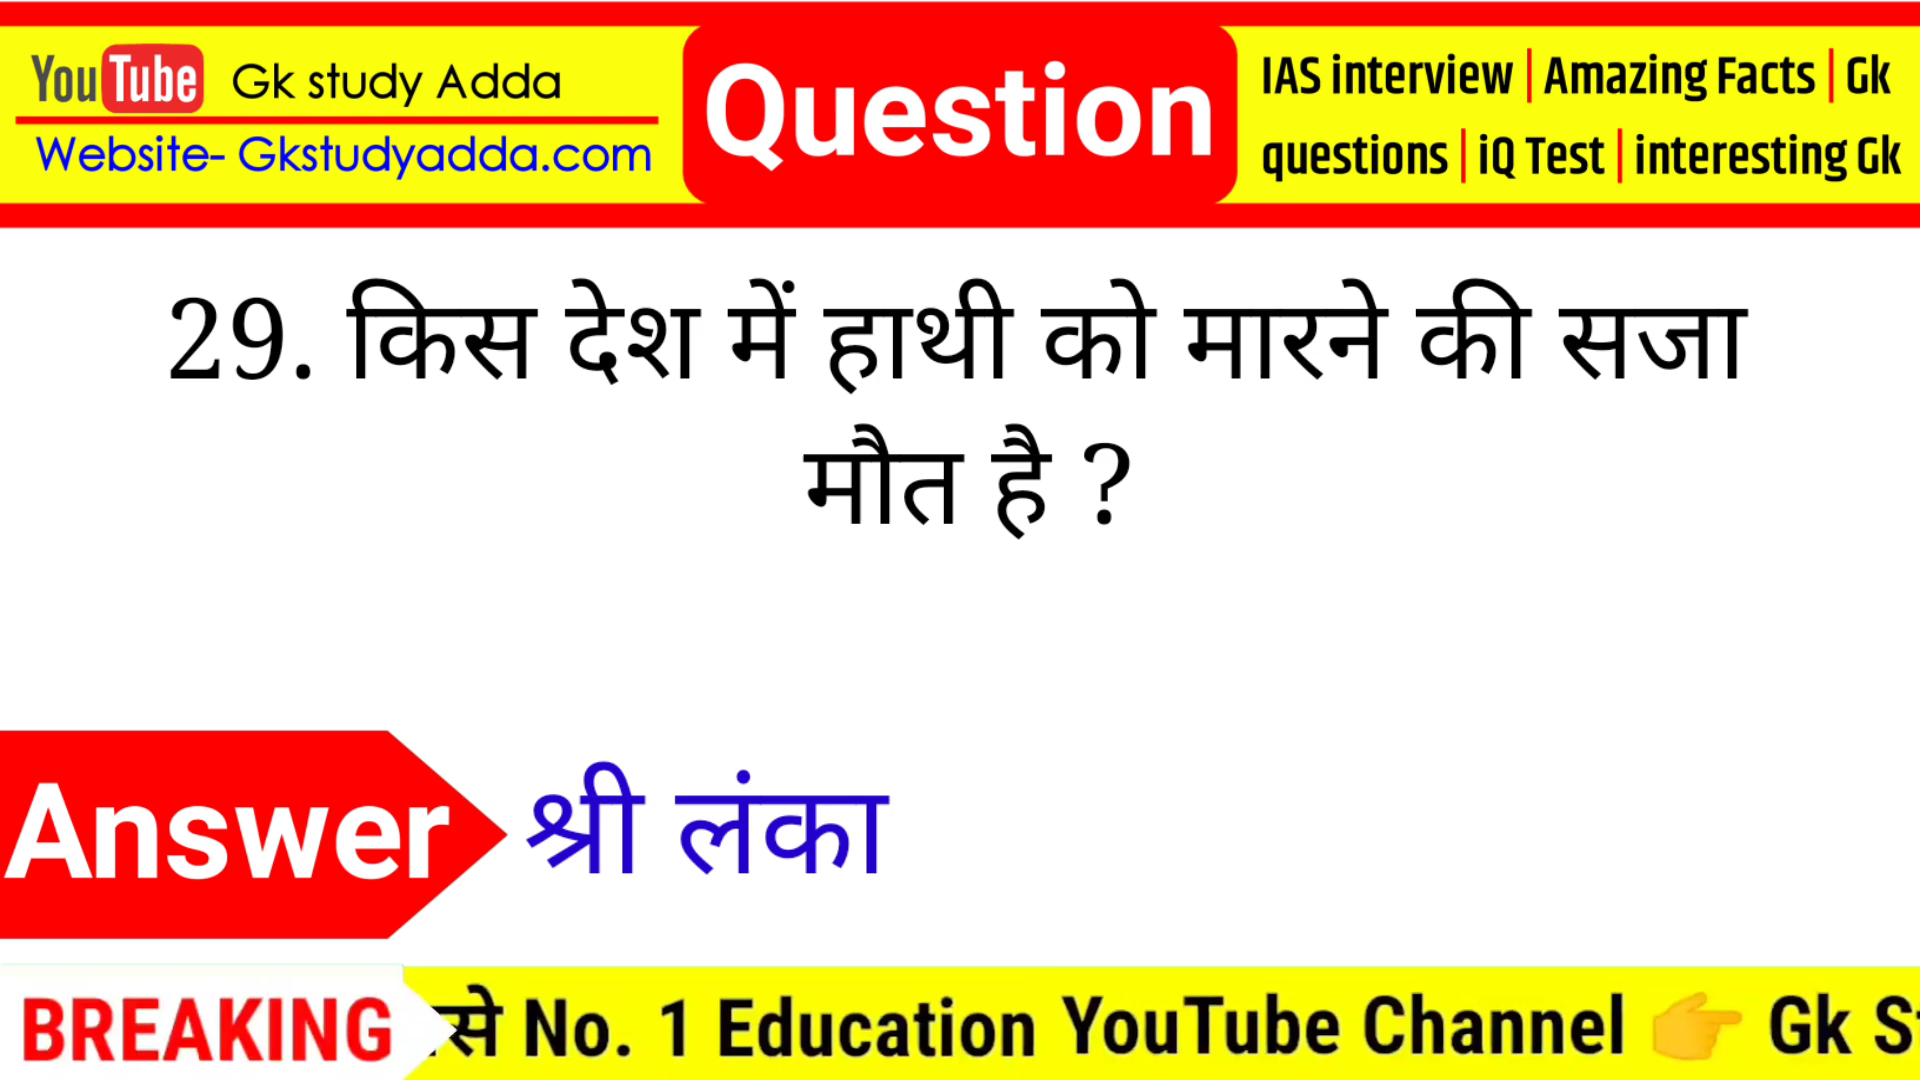 YouTube Gk study Adda
Website- Gkstudyadda.com
Question
IAS interview | Amazing Facts | Gk
questions | iQ Test | interesting Gk
29. किस देश में हाथी को मारने की सजा
मौत है ?
Answer
श्री लंका
BREAKING
से No. 1 Education YouTube Channel 👉 Gk S